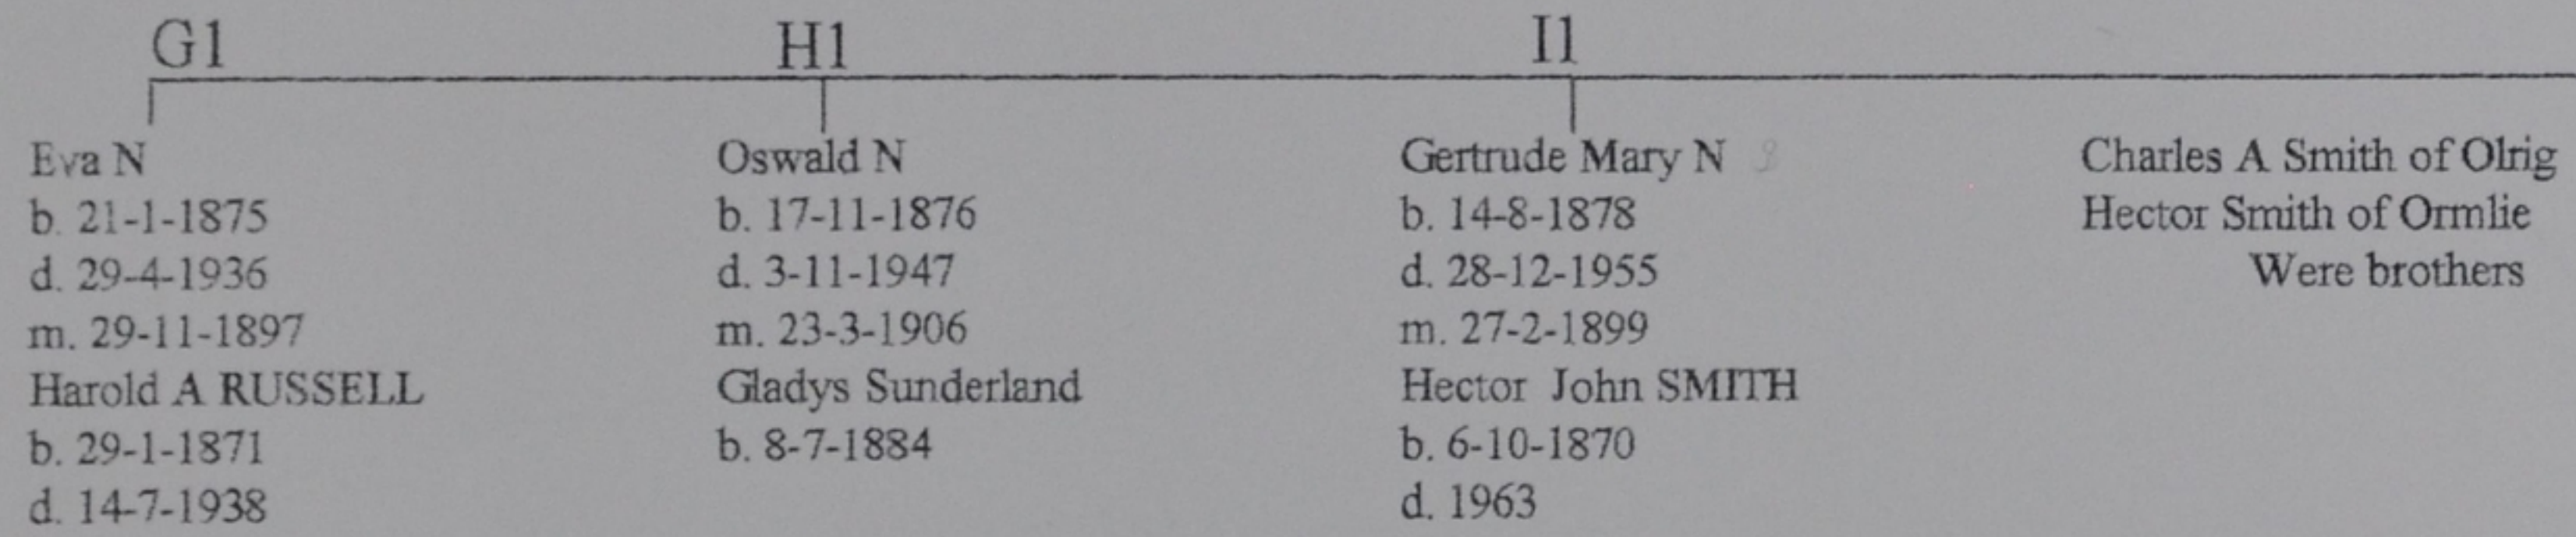 G1
H1
I1
Eva N
b. 21-1-1875
d. 29-4-1936
m. 29-11-1897
Harold A RUSSELL
b. 29-1-1871
d. 14-7-1938
Oswald N
b. 17-11-1876
d. 3-11-1947
m. 23-3-1906
Gladys Sunderland
b. 8-7-1884
Gertrude Mary N
b. 14-8-1878
d. 28-12-1955
m. 27-2-1899
Hector John SMITH
b. 6-10-1870
d. 1963
Charles A Smith of Olrig
Hector Smith of Ormlie
Were brothers